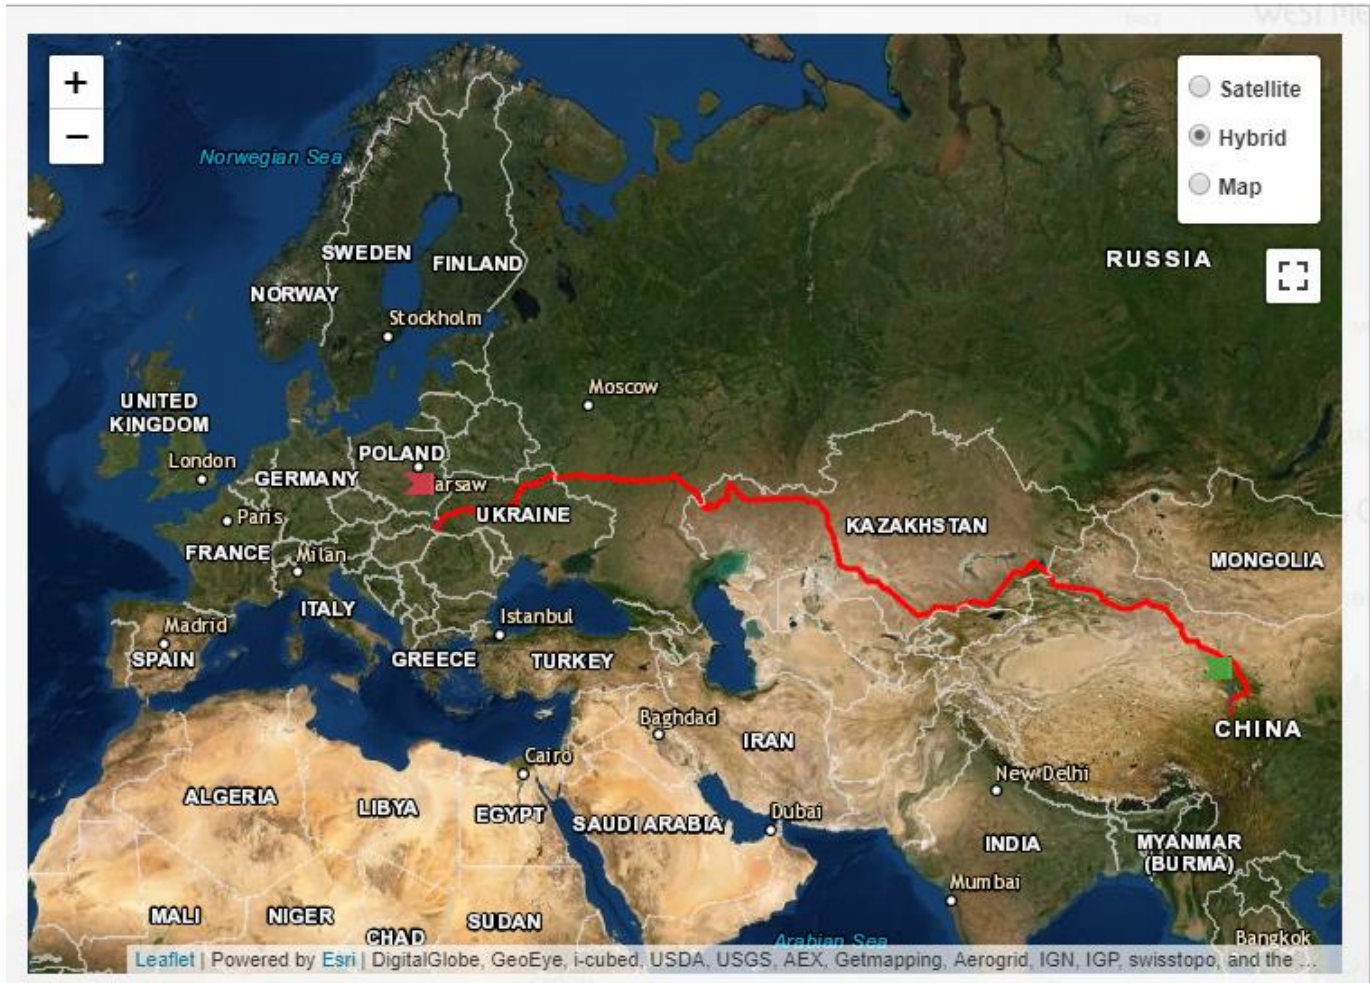 +
−
Satellite
Hybrid
Map
Norwegian Sea
RUSSIA
SWEDEN
FINLAND
NORWAY
Stockholm
Moscow
UNITED
KINGDOM
London
POLAND
GERMANY
arsaw
UKRAINE
Paris
KAZAKHSTAN
FRANCE
Milan
MONGOLIA
ITALY
Istanbul
Madrid
SPAIN
GREECE
TURKEY
Baghdad
CHINA
IRAN
Cairo
New Delhi
ALGERIA
LIBYA
EGYPT
SAUDI ARABIA
Dubai
INDIA
MYANMAR
(BURMA)
Mumbai
MALI
NIGER
CHAD
SUDAN
Arabian Sea
Bangkok
Leaflet | Powered by Esri | DigitalGlobe, GeoEye, i-cubed, USDA, USGS, AEX, Getmapping, Aerogrid, IGN, IGP, swisstopo, and the ...